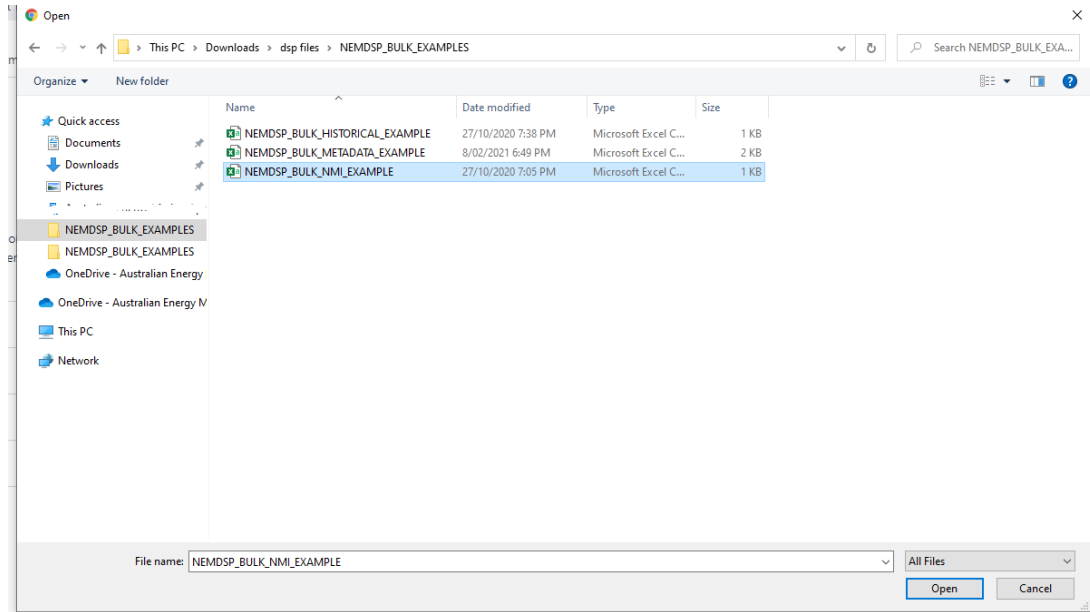 Open
This PC > Downloads > dsp files > NEMDSP_BULK_EXAMPLES
Search NEMDSP_BULK_EXA...
Organize
New folder
Name Date modified Type Size
Quick access
Documents
Downloads
Pictures
NEMDSP_BULK_EXAMPLES
NEMDSP_BULK_EXAMPLES
OneDrive - Australian Energy
OneDrive - Australian Energy M
This PC
Network
NEMDSP_BULK_HISTORICAL_EXAMPLE 27/10/2020 7:38 PM Microsoft Excel C... 1 KB
NEMDSP_BULK_METADATA_EXAMPLE 8/02/2021 6:49 PM Microsoft Excel C... 2 KB
NEMDSP_BULK_NMI_EXAMPLE 27/10/2020 7:05 PM Microsoft Excel C... 1 KB
File name: NEMDSP_BULK_NMI_EXAMPLE
All Files
Open
Cancel